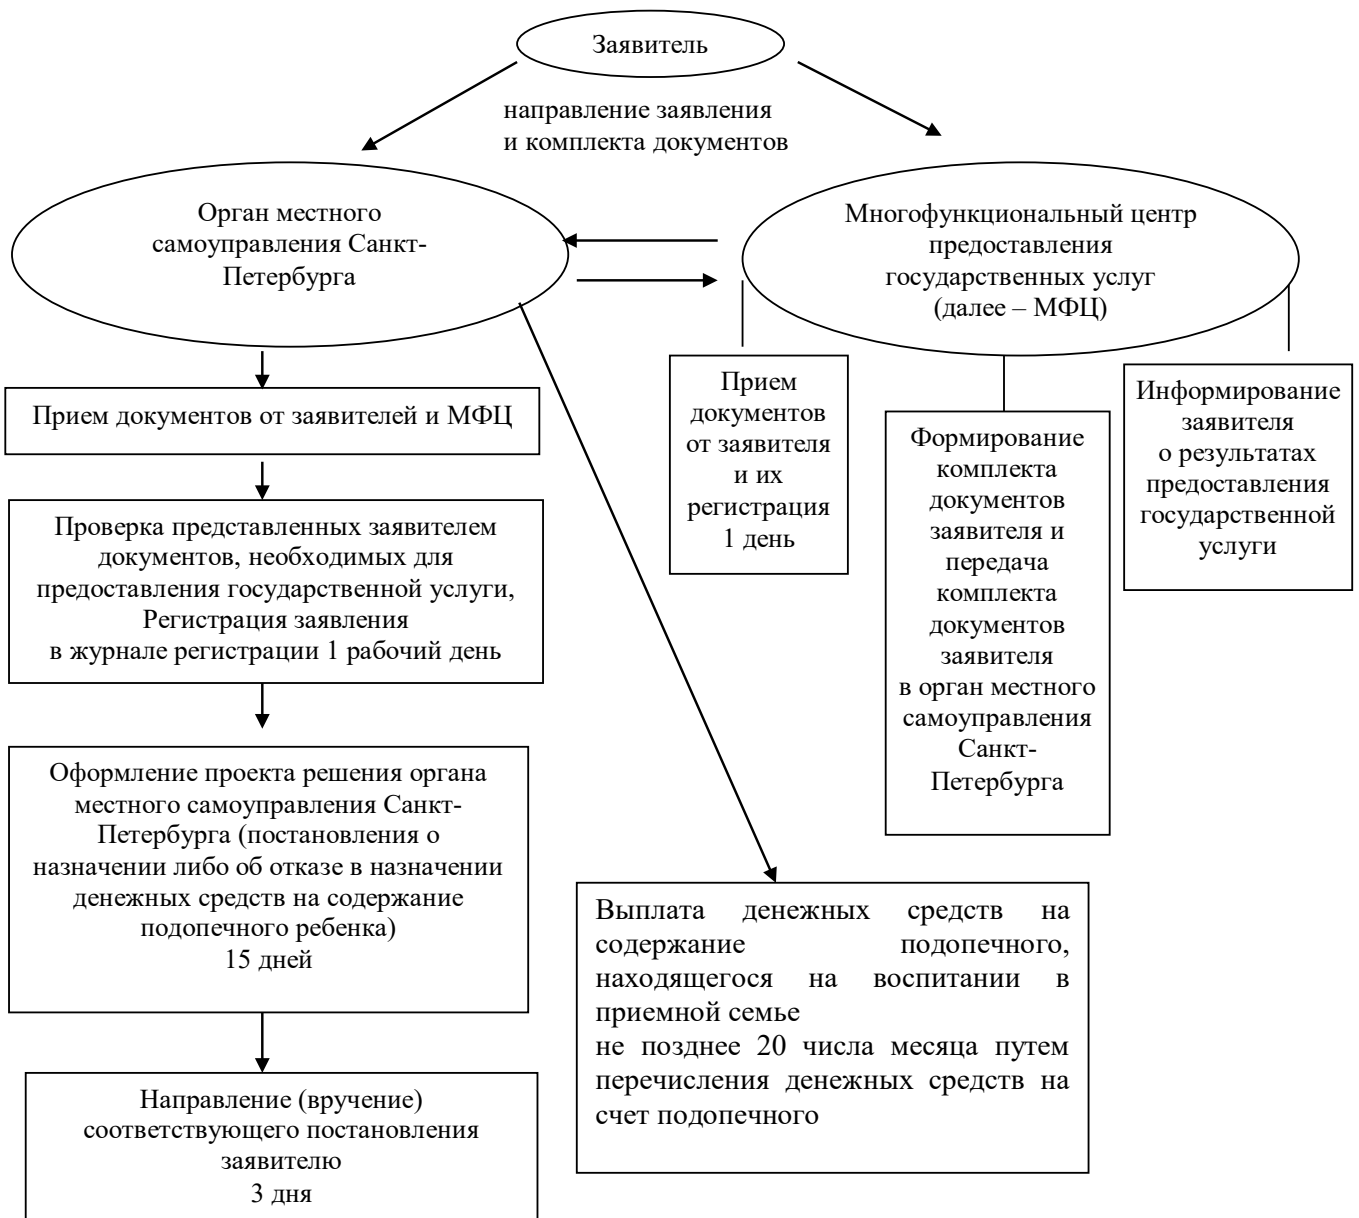 Заявитель
направление заявления
и комплекта документов
Орган местного
самоуправления Санкт-
Петербурга
Многофункциональный центр
предоставления
государственных услуг
(далее – МФЦ)
Прием документов от заявителей и МФЦ
Проверка представленных заявителем
документов, необходимых для
предоставления государственной услуги,
Регистрация заявления
в журнале регистрации 1 рабочий день
Оформление проекта решения органа
местного самоуправления Санкт-
Петербурга (постановления о
назначении либо об отказе в назначении
денежных средств на содержание
подопечного ребенка)
15 дней
Направление (вручение)
соответствующего постановления
заявителю
3 дня
Прием
документов
от заявителя
и их
регистрация
1 день
Формирование
комплекта
документов
заявителя и
передача
комплекта
документов
заявителя
в орган местного
самоуправления
Санкт-
Петербурга
Информирование
заявителя
о результатах
предоставления
государственной
услуги
Выплата денежных средств на
содержание подопечного,
находящегося на воспитании в
приемной семье
не позднее 20 числа месяца путем
перечисления денежных средств на
счет подопечного